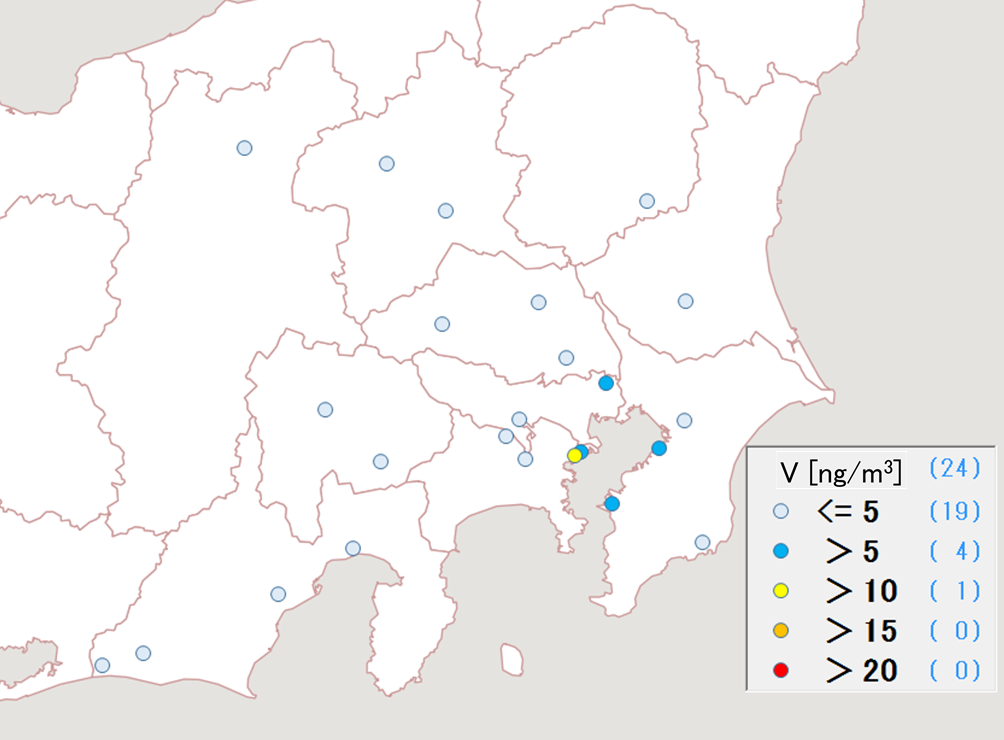 V [ng/m³] (24)
<= 5 (19)
> 5 ( 4)
> 10 ( 1)
> 15 ( 0)
> 20 ( 0)